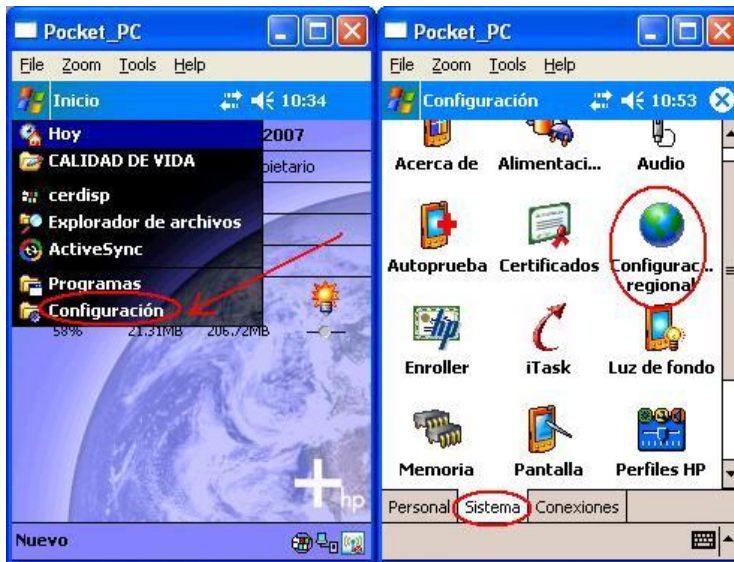 Pocket_PC
File Zoom Tools Help
Inicio 10:34
Hoy
2007
CALIDAD DE VIDA
cerdisp
Explorador de archivos
ActiveSync
Programas
Configuración
58% 21.31MB 206.72MB
hp
Nuevo
Pocket_PC
File Zoom Tools Help
Configuración 10:53
Acerca de Alimentaci... Audio
Autoprueba Certificados Configurac... regional
hp
Enroller iTask Luz de fondo
Memoria Pantalla Perfiles HP
Personal Sistema Conexiones